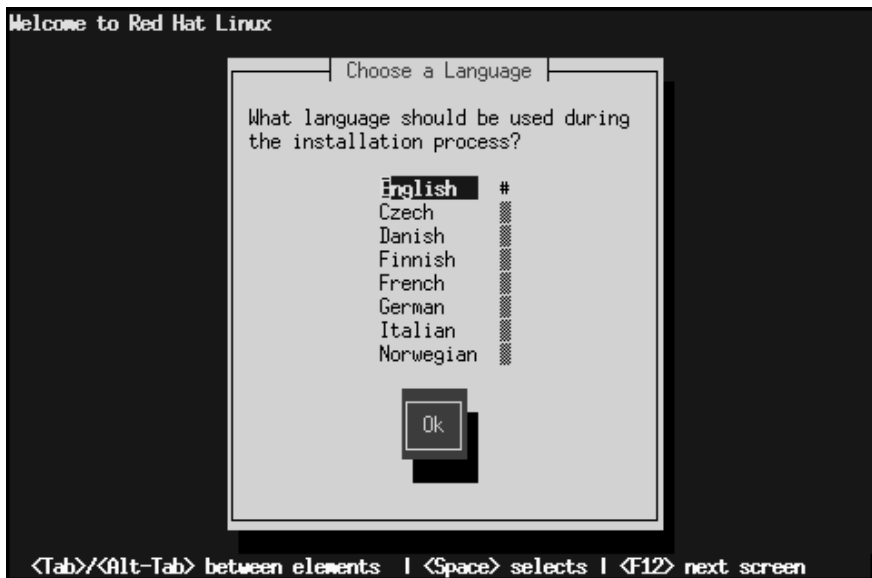 Welcome to Red Hat Linux
Choose a Language
What language should be used during
the installation process?
English #
Czech
Danish
Finnish
French
German
Italian
Norwegian
Ok
<Tab>/<Alt-Tab> between elements | <Space> selects | <F12> next screen